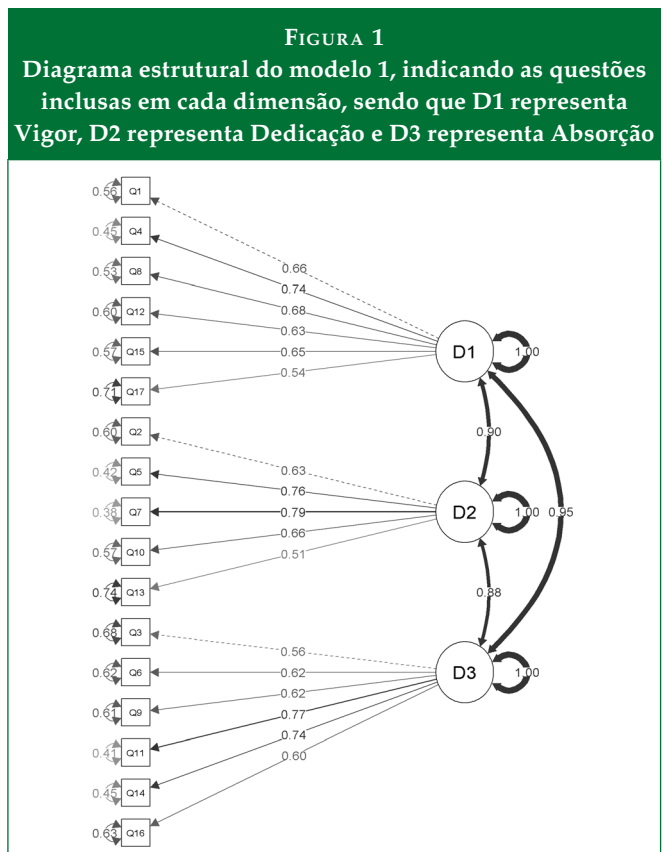 FIGURA 1
Diagrama estrutural do modelo 1, indicando as questões
inclusas em cada dimensão, sendo que D1 representa
Vigor, D2 representa Dedicação e D3 representa Absorção
0.56 Q1
0.45 Q4
0.53 Q8
0.60 Q12
0.57 Q15
0.71 Q17
0.60 Q2
0.42 Q5
0.38 Q7
0.57 Q10
0.74 Q13
0.68 Q3
0.62 Q6
0.61 Q9
0.41 Q11
0.45 Q14
0.63 Q16
0.66
0.74
0.68
0.63
0.65
0.54
0.63
0.76
0.79
0.66
0.51
0.56
0.62
0.62
0.77
0.74
0.60
D1 1.00
0.90
0.95
D2 1.00
0.88
D3 1.00